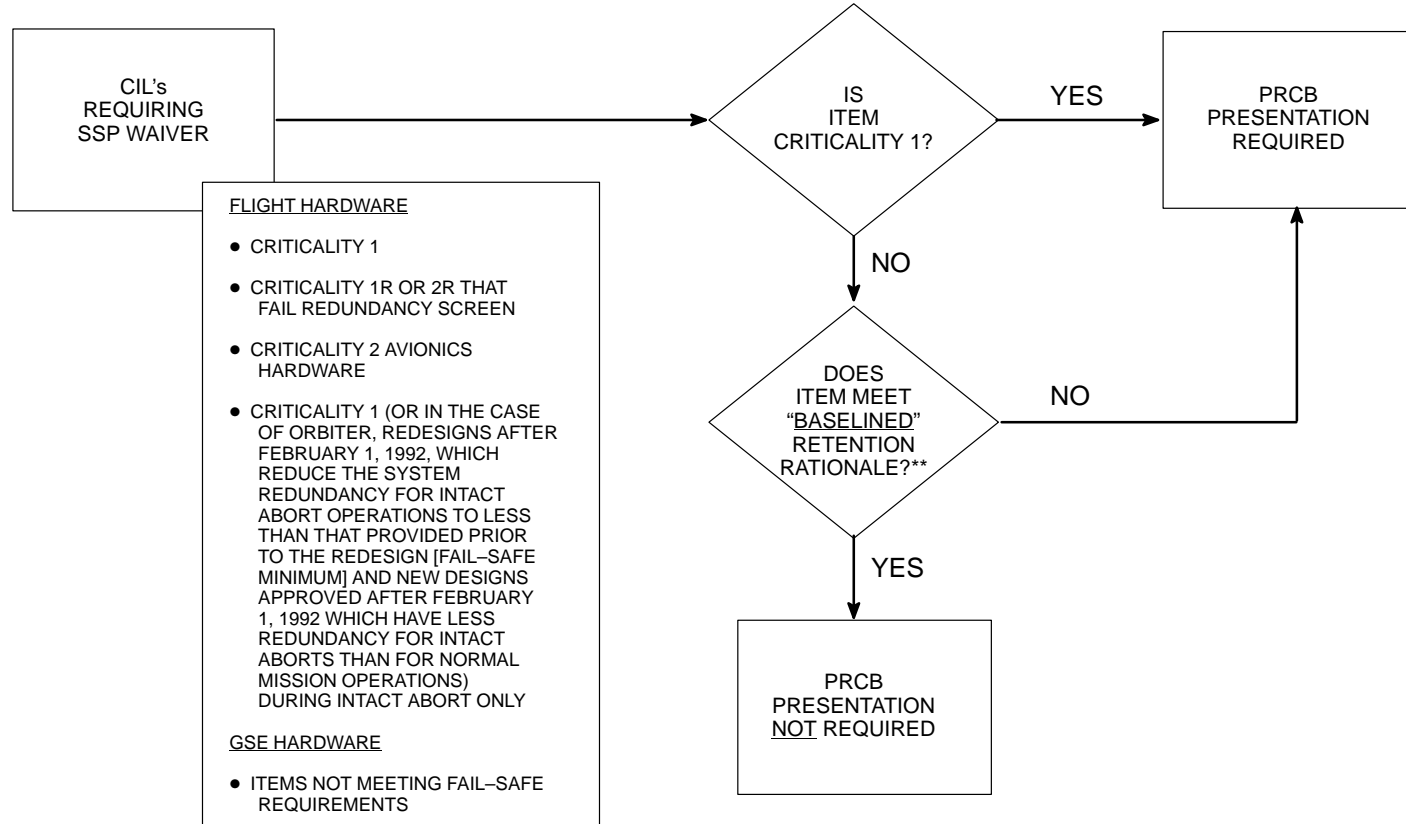 CIL's
REQUIRING
SSP WAIVER
FLIGHT HARDWARE
● CRITICALITY 1
● CRITICALITY 1R OR 2R THAT
FAIL REDUNDANCY SCREEN
● CRITICALITY 2 AVIONICS
HARDWARE
● CRITICALITY 1 (OR IN THE CASE
OF ORBITER, REDESIGNS AFTER
FEBRUARY 1, 1992, WHICH
REDUCE THE SYSTEM
REDUNDANCY FOR INTACT
ABORT OPERATIONS TO LESS
THAN THAT PROVIDED PRIOR
TO THE REDESIGN [FAIL–SAFE
MINIMUM] AND NEW DESIGNS
APPROVED AFTER FEBRUARY
1, 1992 WHICH HAVE LESS
REDUNDANCY FOR INTACT
ABORTS THAN FOR NORMAL
MISSION OPERATIONS)
DURING INTACT ABORT ONLY
GSE HARDWARE
● ITEMS NOT MEETING FAIL–SAFE
REQUIREMENTS
IS
ITEM
CRITICALITY 1?
YES
PRCB
PRESENTATION
REQUIRED
NO
DOES
ITEM MEET
“BASELINED”
RETENTION
RATIONALE?**
NO
YES
PRCB
PRESENTATION
NOT REQUIRED